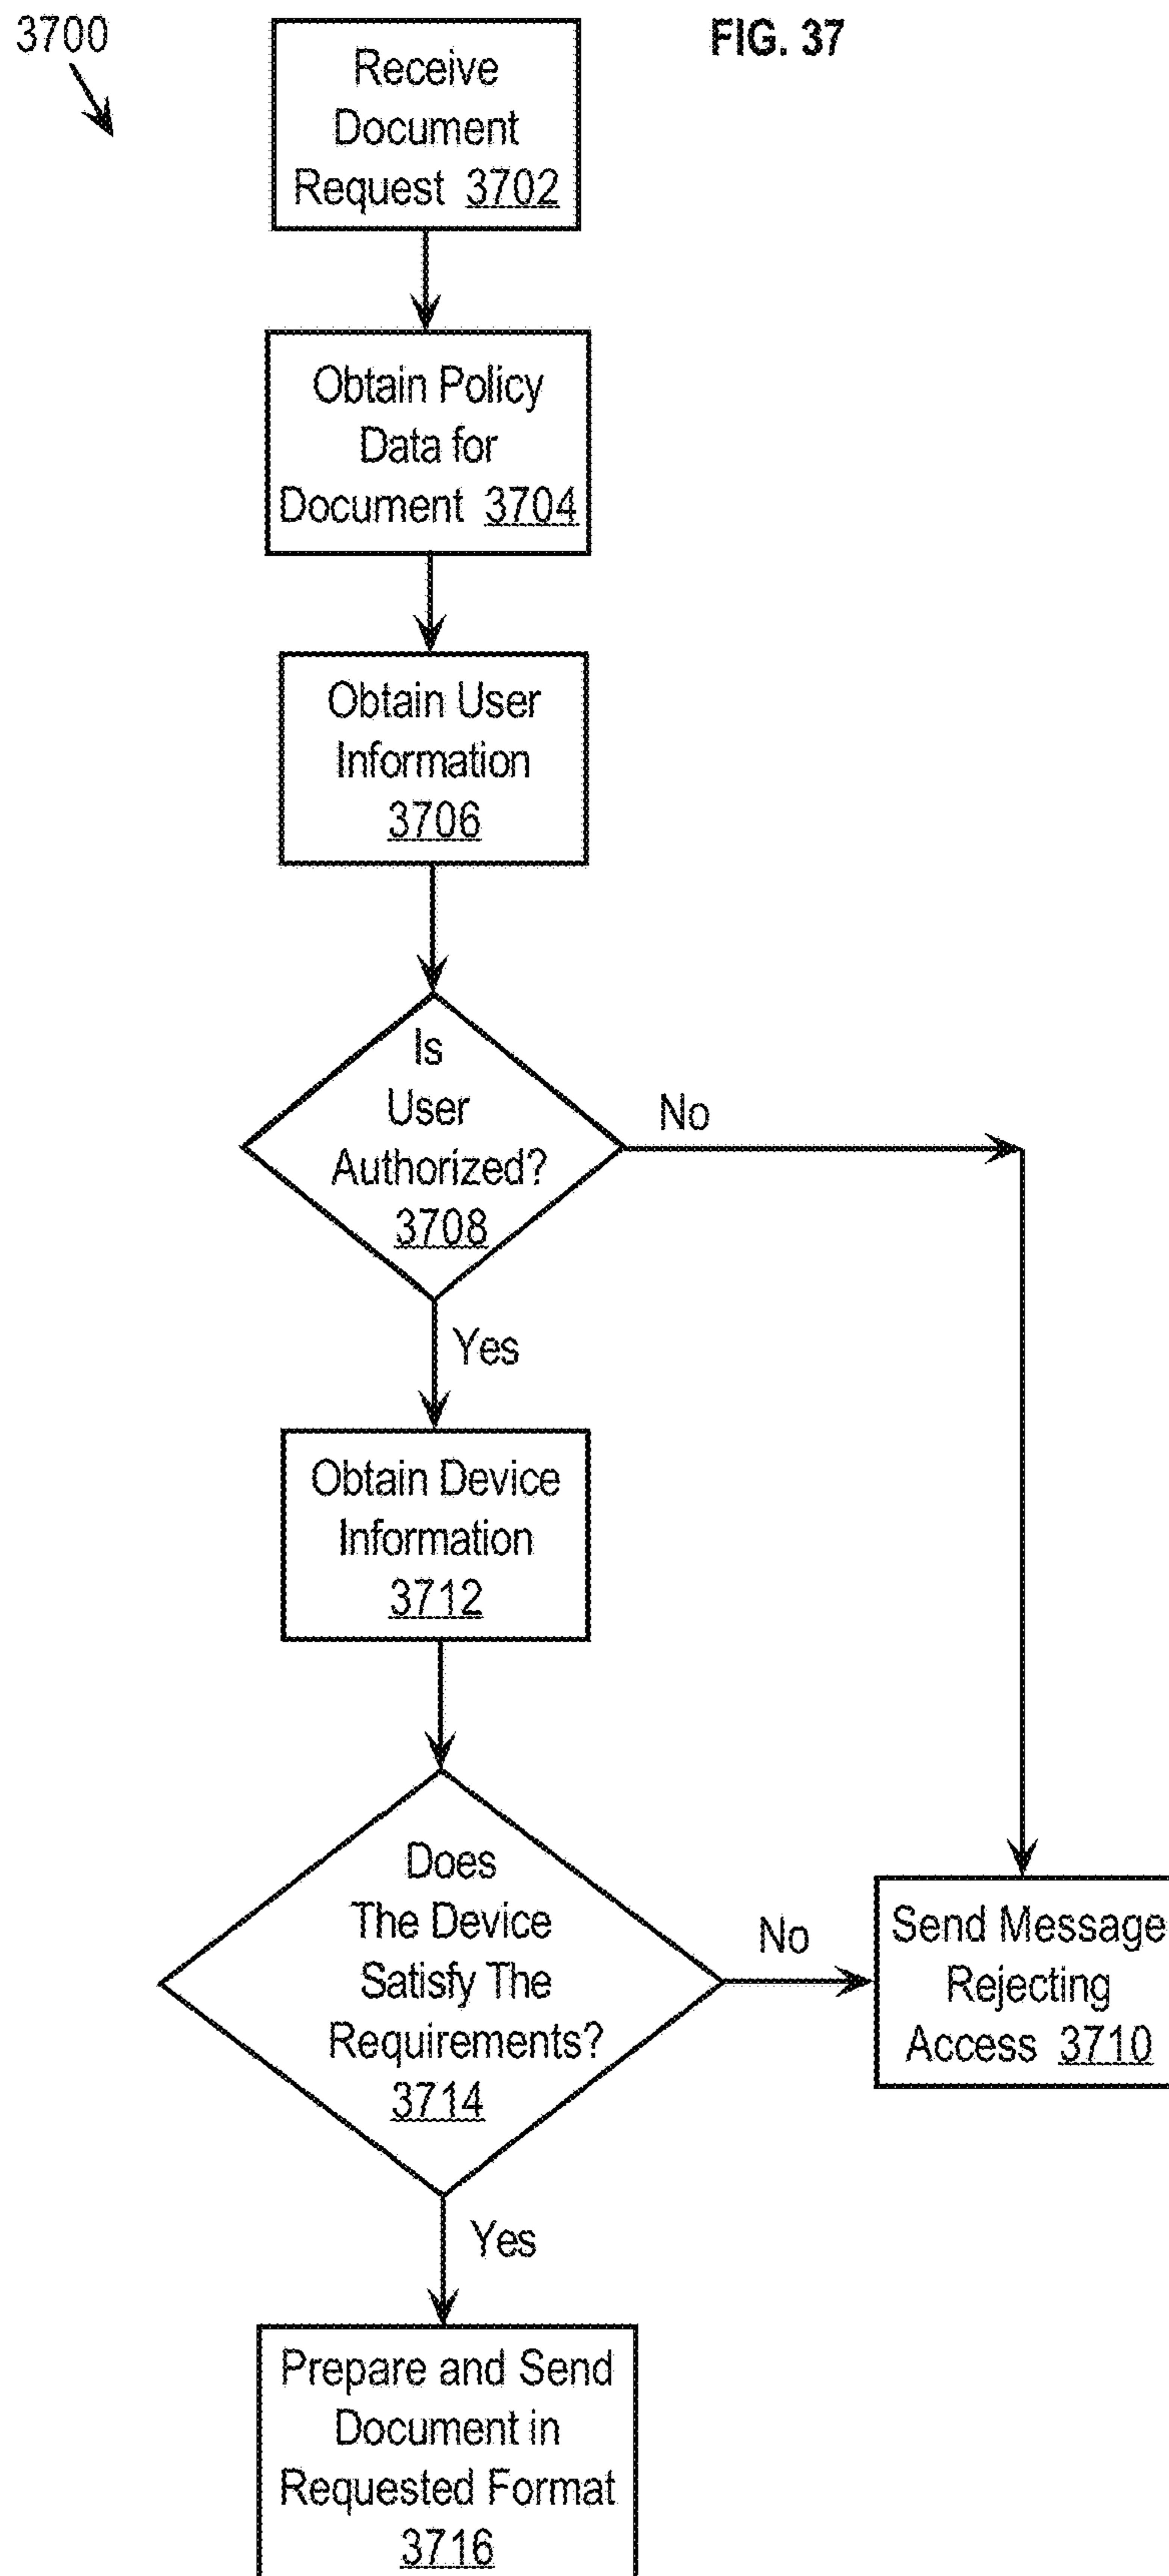 3700
FIG. 37
Receive
Document
Request 3702
Obtain Policy
Data for
Document 3704
Obtain User
Information
3706
Is
User
Authorized?
3708
No
Yes
Obtain Device
Information
3712
Does
The Device
Satisfy The
Requirements?
3714
No
Send Message
Rejecting
Access 3710
Yes
Prepare and Send
Document in
Requested Format
3716